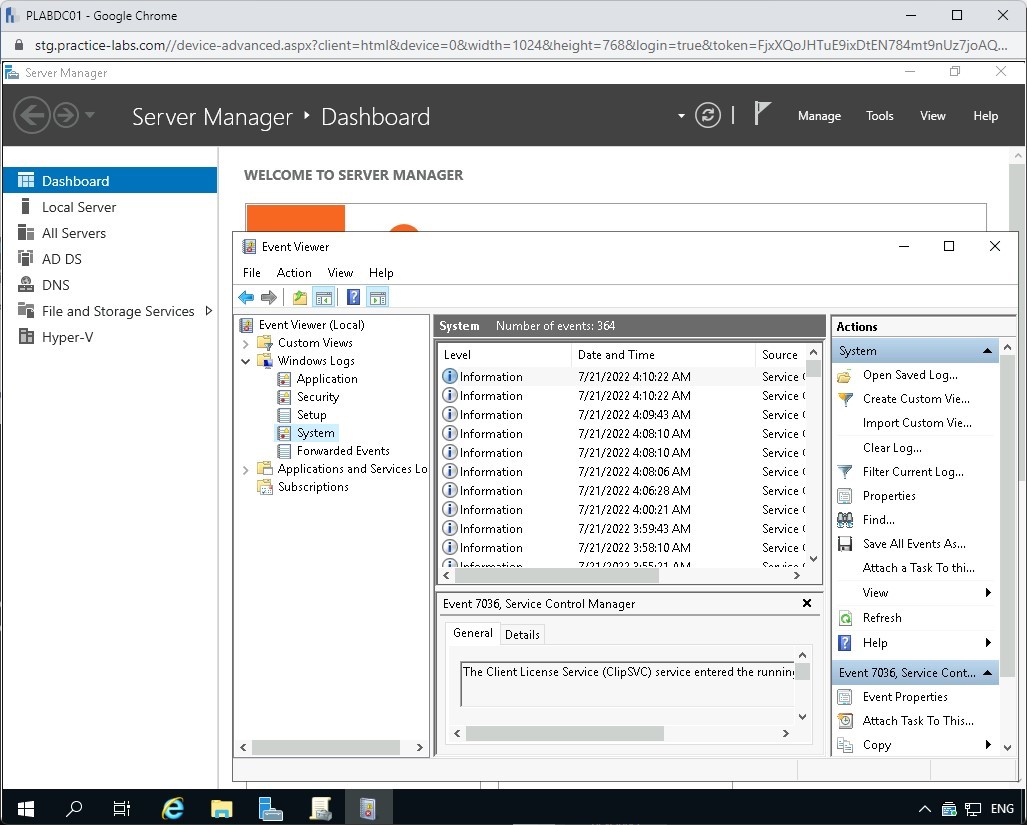 PLABDC01 - Google Chrome
stg.practice-labs.com//device-advanced.aspx?client=html&device=0&width=1024&height=768&login=true&token=FjxXQoJHTuE9ixDtEN784mt9nUz7joAQ...
Server Manager
Server Manager Dashboard
Manage Tools View Help
Dashboard
Local Server
All Servers
AD DS
DNS
File and Storage Services
Hyper-V
WELCOME TO SERVER MANAGER
Event Viewer
File Action View Help
Event Viewer (Local)
Custom Views
Windows Logs
Application
Security
Setup
System
Forwarded Events
Applications and Services Lo
Subscriptions
System Number of events: 364
Level Date and Time Source
Information 7/21/2022 4:10:22 AM Service
Information 7/21/2022 4:10:22 AM Service
Information 7/21/2022 4:09:43 AM Service
Information 7/21/2022 4:08:10 AM Service
Information 7/21/2022 4:08:10 AM Service
Information 7/21/2022 4:08:06 AM Service
Information 7/21/2022 4:06:28 AM Service
Information 7/21/2022 4:00:21 AM Service
Information 7/21/2022 3:59:43 AM Service
Information 7/21/2022 3:58:10 AM Service
Information 7/21/2022 3:55:21 AM Service
Event 7036, Service Control Manager
General Details
The Client License Service (ClipSVC) service entered the running
Actions
System
Open Saved Log...
Create Custom Vie...
Import Custom Vie...
Clear Log...
Filter Current Log...
Properties
Find...
Save All Events As...
Attach a Task To thi...
View
Refresh
Help
Event 7036, Service Cont...
Event Properties
Attach Task To This...
Copy
ENG